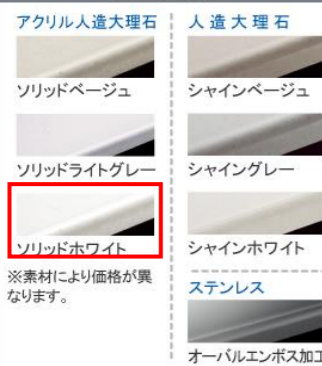 アクリル人造大理石
ソリッドベージュ
ソリッドライトグレー
ソリッドホワイト
※素材により価格が異
なります。
人造大理石
シャインベージュ
シャイングレー
シャインホワイト
ステンレス
オーバルエンボス加工